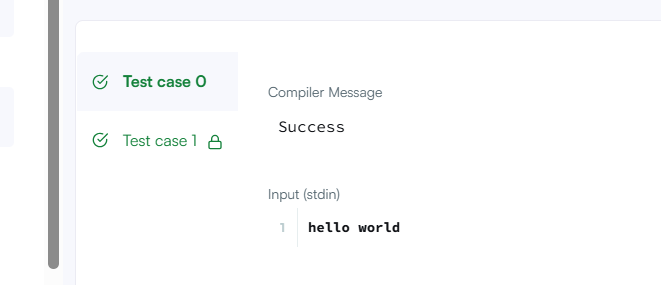 Test case 0
Compiler Message
Success
Test case 1
Input (stdin)
1 hello world